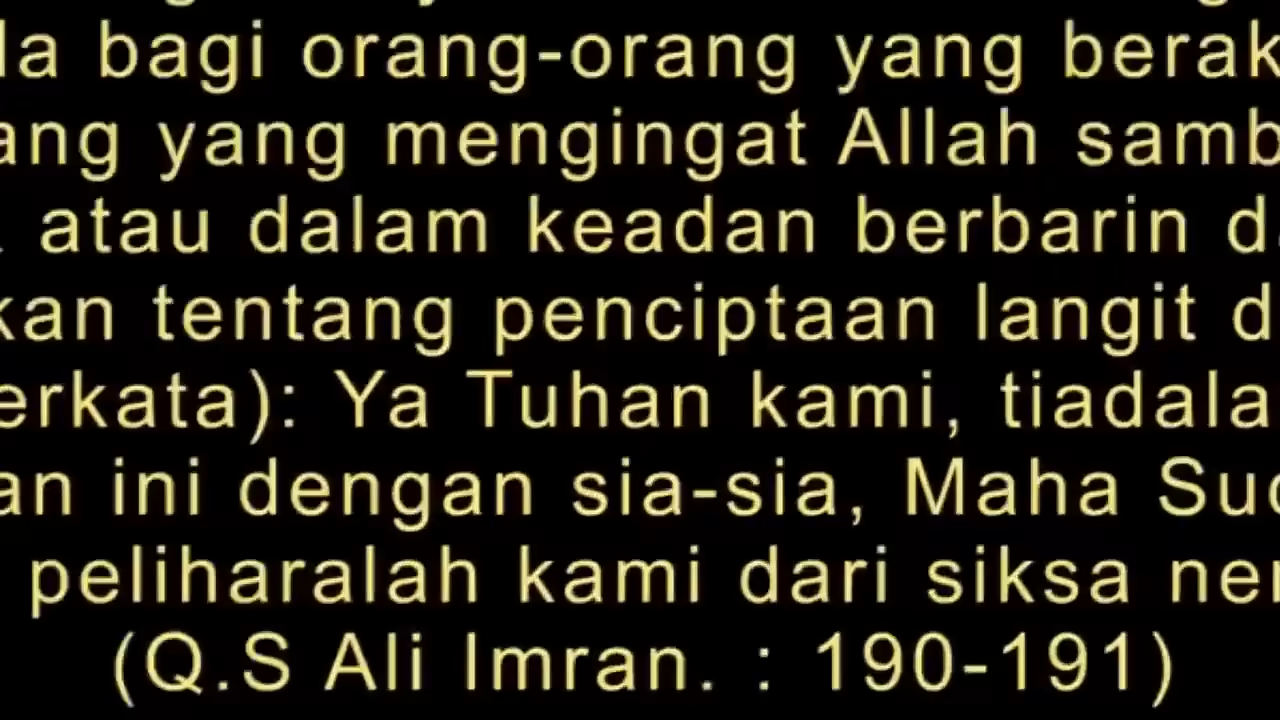 la bagi orang-orang yang berak
ang yang mengingat Allah samb
atau dalam keadan berbarin d
kan tentang penciptaan langit d
erkata): Ya Tuhan kami, tiadala
an ini dengan sia-sia, Maha Suc
peliharalah kami dari siksa ner
(Q.S Ali Imran. : 190-191)